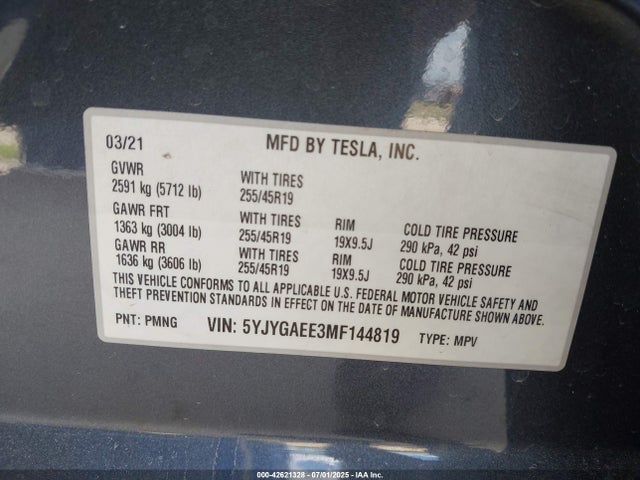 03/21 MFD BY TESLA, INC.
GVWR
2591 kg (5712 lb) WITH TIRES 255/45R19
GAWR FRT
1363 kg (3004 lb) WITH TIRES 255/45R19 RIM 19X9.5J COLD TIRE PRESSURE 290 kPa, 42 psi
GAWR RR
1636 kg (3606 lb) WITH TIRES 255/45R19 RIM 19X9.5J COLD TIRE PRESSURE 290 kPa, 42 psi
THIS VEHICLE CONFORMS TO ALL APPLICABLE U.S. FEDERAL MOTOR VEHICLE SAFETY AND
THEFT PREVENTION STANDARDS IN EFFECT ON THE DATE OF MANUFACTURE SHOWN ABOVE.
PNT: PMNG VIN: 5YJYGAEE3MF144819 TYPE: MPV
000-42621328 - 07/01/2025 - IAA Inc.